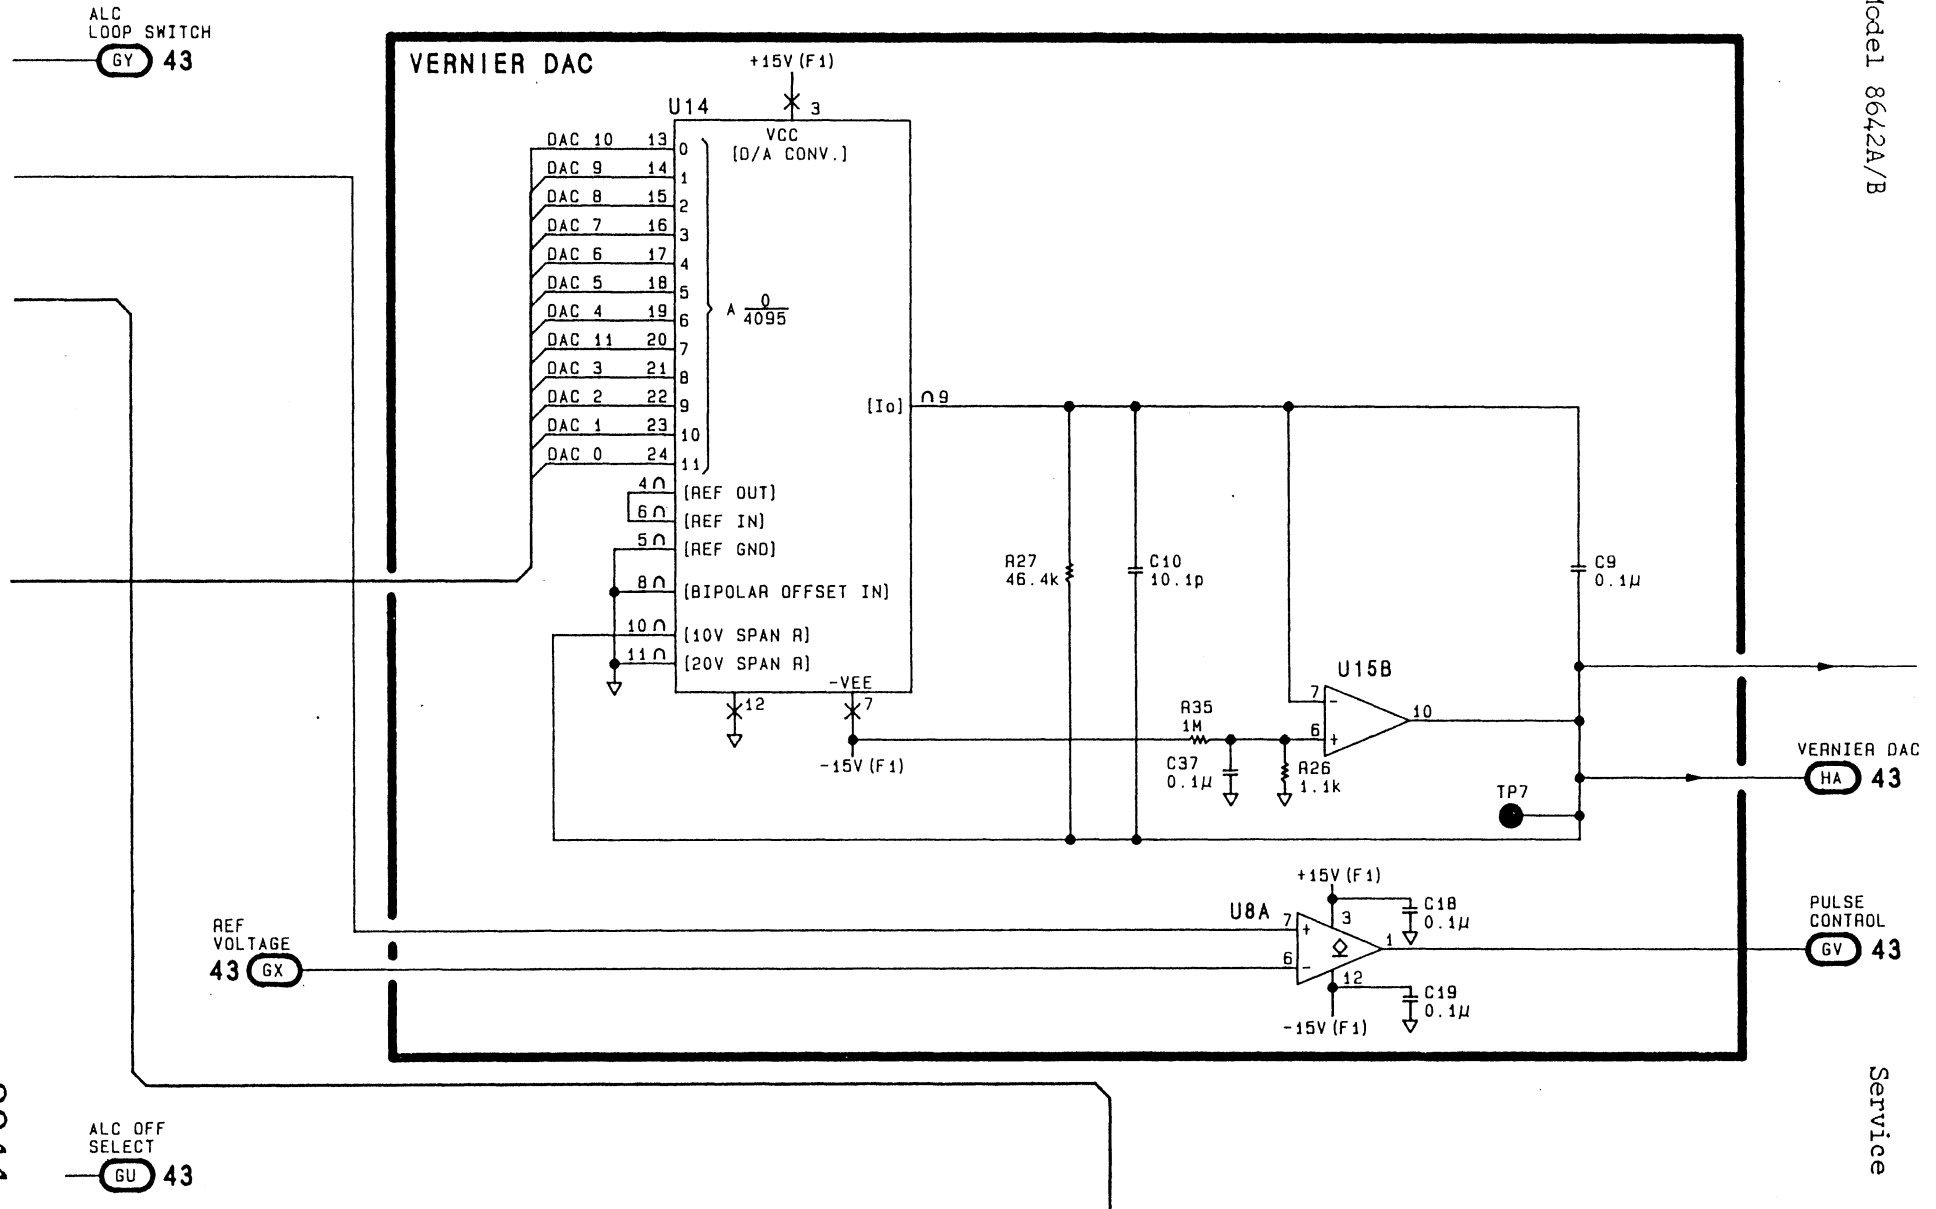 ALC
LOOP SWITCH
GY 43
VERNIER DAC
Model 8642A/B
+15V(F1)
U14
3
VCC
[D/A CONV.]
DAC 10 13 0
DAC 9 14 1
DAC 8 15 2
DAC 7 16 3
DAC 6 17 4
DAC 5 18 5
DAC 4 19 6
DAC 11 20 7
DAC 3 21 8
DAC 2 22 9
DAC 1 23 10
DAC 0 24 11
A 0
4095
[Io] 9
4 [REF OUT]
6 [REF IN]
5 [REF GND]
8 [BIPOLAR OFFSET IN]
10 [10V SPAN R]
11 [20V SPAN R]
-VEE
12
7
-15V(F1)
R27
46.4k
C10
10.1p
C9
0.1µ
U15B
7 -
6 +
10
R35
1M
C37
0.1µ
R26
1.1k
TP7
VERNIER DAC
HA 43
+15V(F1)
C18
0.1µ
U8A
7 +
6 -
3
1
12
C19
0.1µ
-15V(F1)
REF
VOLTAGE
43 GX
PULSE
CONTROL
GV 43
ALC OFF
SELECT
GU 43
Service